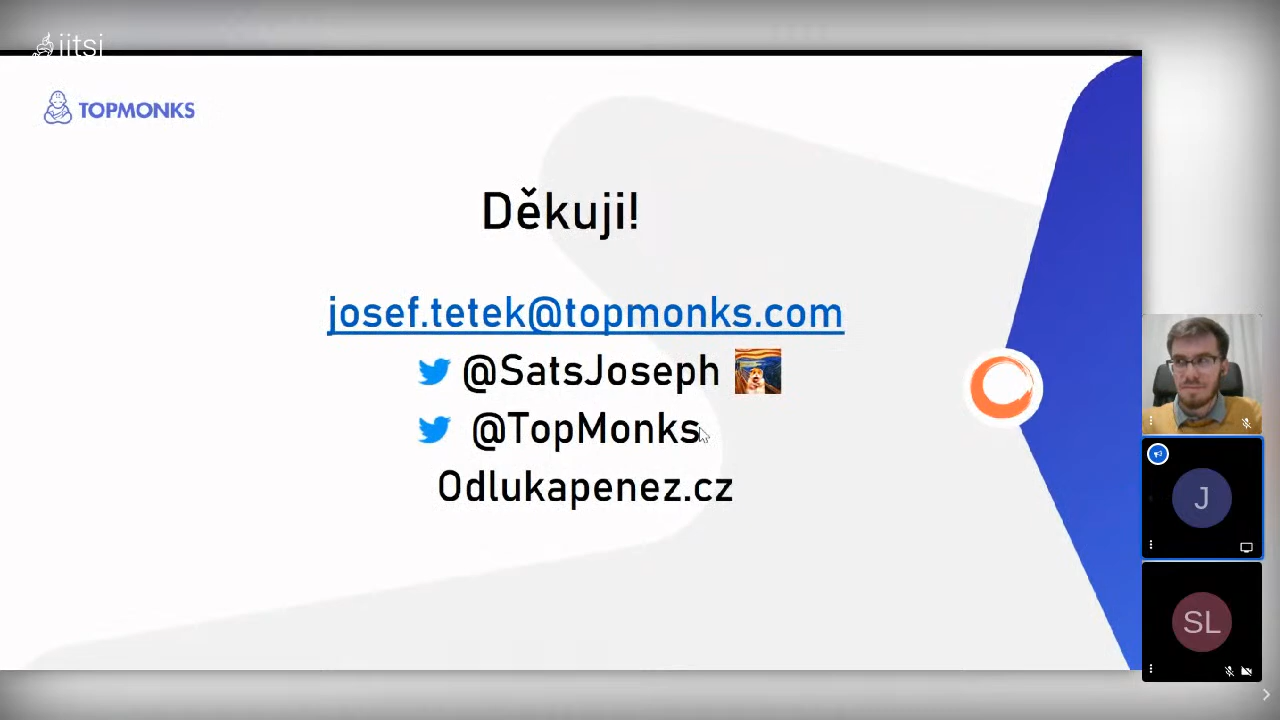 jitsi
TOPMONKS
Děkuji!
josef.tetek@topmonks.com
@SatsJoseph
@TopMonks
Odlukapenez.cz
J
SL